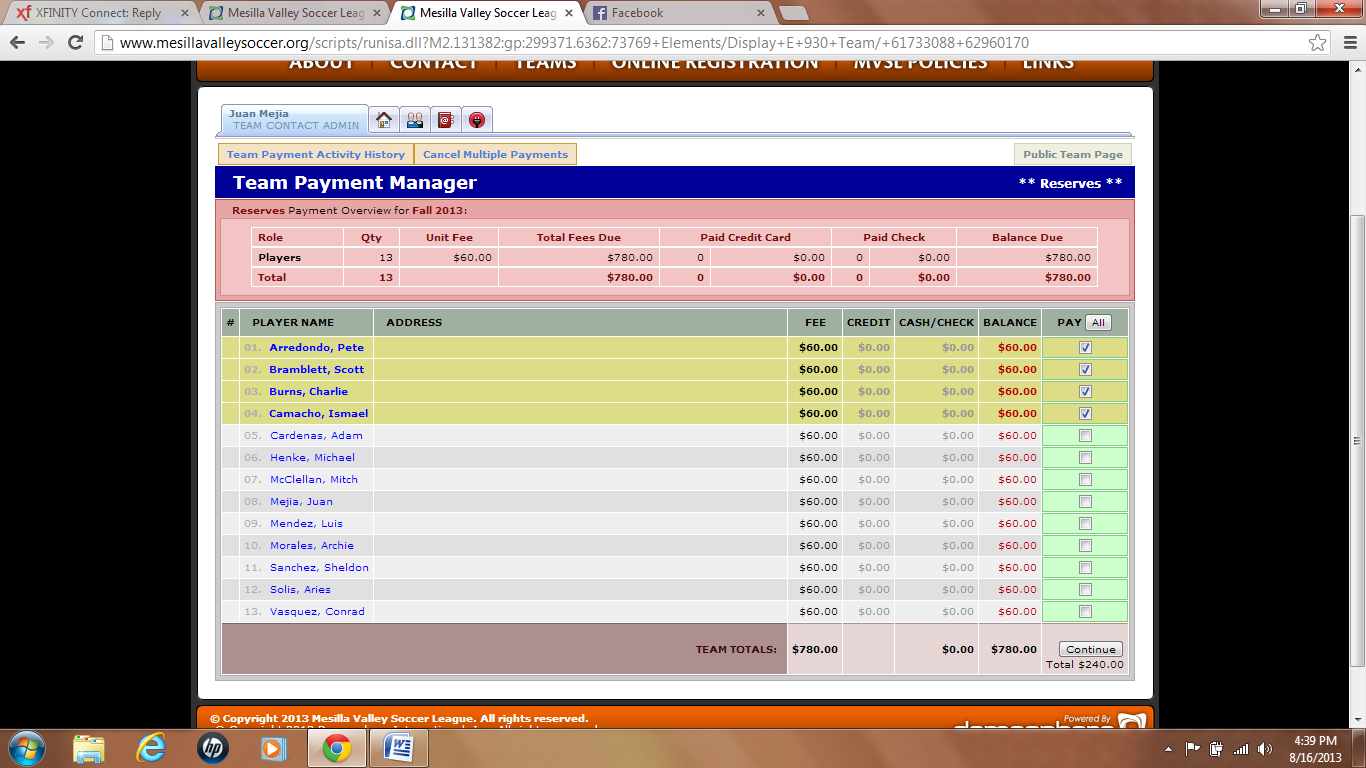 XFINITY Connect: Reply
Mesilla Valley Soccer Leag
Mesilla Valley Soccer Leag
Facebook
www.mesillavalleysoccer.org/scripts/runisa.dll?M2.131382:gp:299371.6362:73769+Elements/Display+E+930+Team/+61733088+62960170
ABOUT CONTACT TEAMS ONLINE REGISTRATION MVSL POLICIES LINKS
Juan Mejia
TEAM CONTACT ADMIN
Team Payment Activity History Cancel Multiple Payments Public Team Page
Team Payment Manager ** Reserves **
Reserves Payment Overview for Fall 2013:
Role Qty Unit Fee Total Fees Due Paid Credit Card Paid Check Balance Due
Players 13 $60.00 $780.00 0 $0.00 0 $0.00 $780.00
Total 13 $780.00 0 $0.00 0 $0.00 $780.00
# PLAYER NAME ADDRESS FEE CREDIT CASH/CHECK BALANCE PAY All
01. Arredondo, Pete $60.00 $0.00 $0.00 $60.00
02. Bramblett, Scott $60.00 $0.00 $0.00 $60.00
03. Burns, Charlie $60.00 $0.00 $0.00 $60.00
04. Camacho, Ismael $60.00 $0.00 $0.00 $60.00
05. Cardenas, Adam $60.00 $0.00 $0.00 $60.00
06. Henke, Michael $60.00 $0.00 $0.00 $60.00
07. McClellan, Mitch $60.00 $0.00 $0.00 $60.00
08. Mejia, Juan $60.00 $0.00 $0.00 $60.00
09. Mendez, Luis $60.00 $0.00 $0.00 $60.00
10. Morales, Archie $60.00 $0.00 $0.00 $60.00
11. Sanchez, Sheldon $60.00 $0.00 $0.00 $60.00
12. Solis, Aries $60.00 $0.00 $0.00 $60.00
13. Vasquez, Conrad $60.00 $0.00 $0.00 $60.00
TEAM TOTALS: $780.00 $0.00 $780.00 Continue
Total $240.00
© Copyright 2013 Mesilla Valley Soccer League. All rights reserved.
Powered By
4:39 PM
8/16/2013